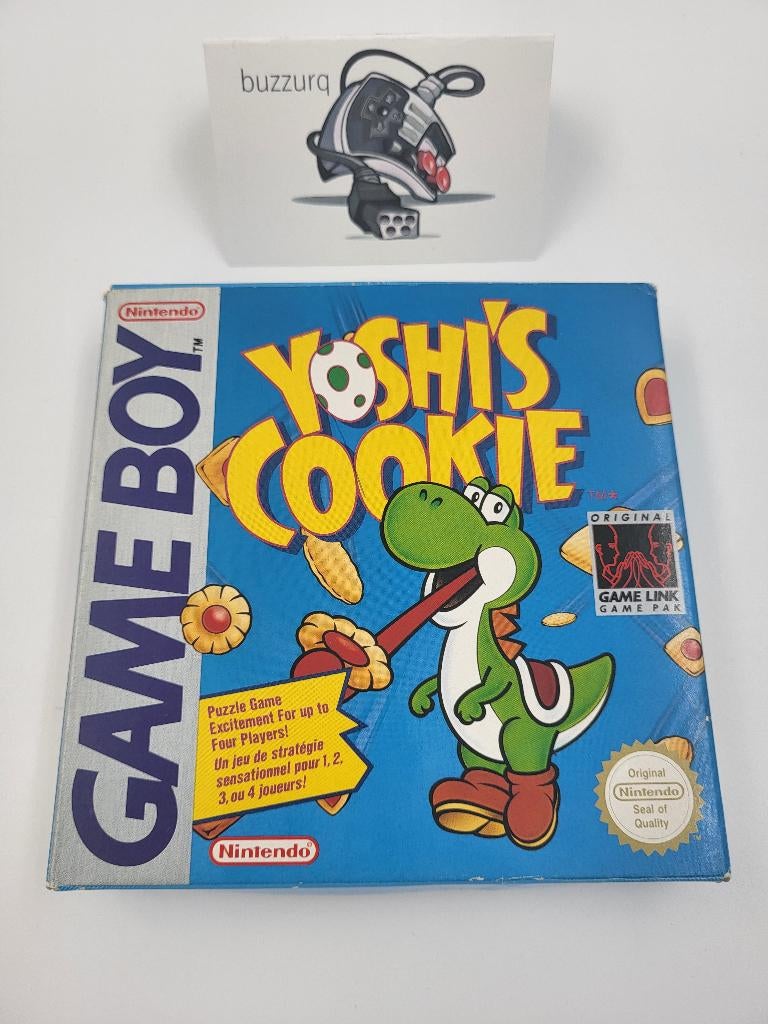 buzzurq
Nintendo®
GAME BOY™
YOSHI'S
COOKIE
TM*
ORIGINAL
GAME LINK
GAME PAK
Puzzle Game
Excitement For up to
Four Players!
Un jeu de stratégie
sensationnel pour 1, 2,
3, ou 4 joueurs!
Nintendo®
Original
Nintendo
Seal of
Quality